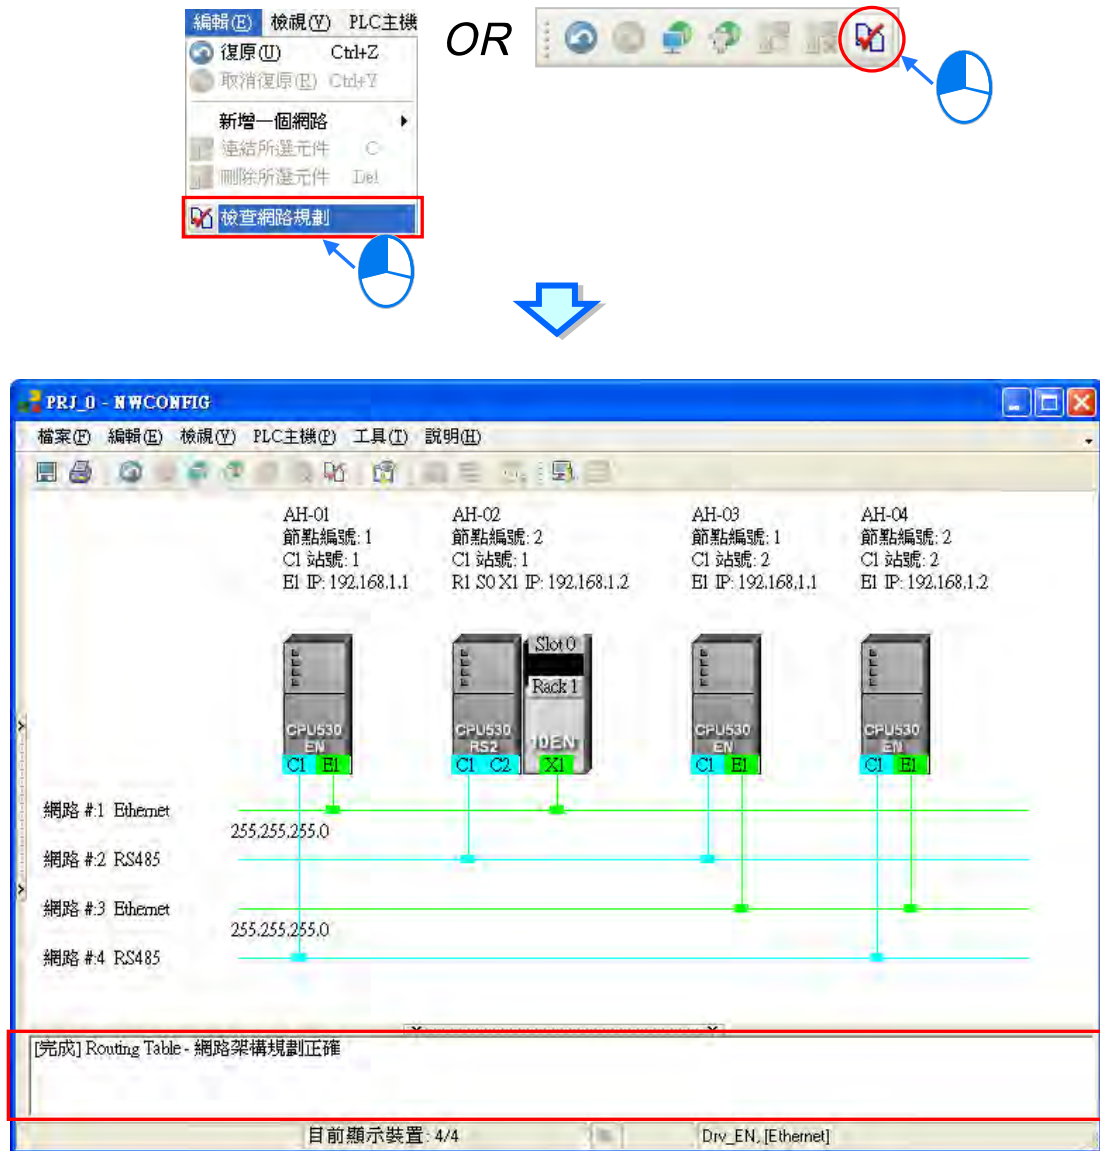 編輯(E) 檢視(V) PLC主機
復原(U) Ctrl+Z
取消復原(R) Ctrl+Y
新增一個網路
連結所選元件 C
刪除所選元件 Del
檢查網路規劃
OR
PRJ_0 - NWCONFIG
檔案(F) 編輯(E) 檢視(V) PLC主機(P) 工具(T) 說明(H)
AH-01
節點編號: 1
C1 站號: 1
E1 IP: 192.168.1.1
AH-02
節點編號: 2
C1 站號: 1
R1 S0 X1 IP: 192.168.1.2
AH-03
節點編號: 1
C1 站號: 2
E1 IP: 192.168.1.1
AH-04
節點編號: 2
C1 站號: 2
E1 IP: 192.168.1.2
CPU530
EN
C1 E1
CPU530
RS2
C1 C2
Slot 0
Rack 1
10EN
X1
CPU530
EN
C1 E1
CPU530
EN
C1 E1
網路 #:1 Ethernet
255.255.255.0
網路 #:2 RS485
網路 #:3 Ethernet
255.255.255.0
網路 #:4 RS485
[完成] Routing Table - 網路架構規劃正確
目前顯示裝置: 4/4
Drv_EN, [Ethernet]